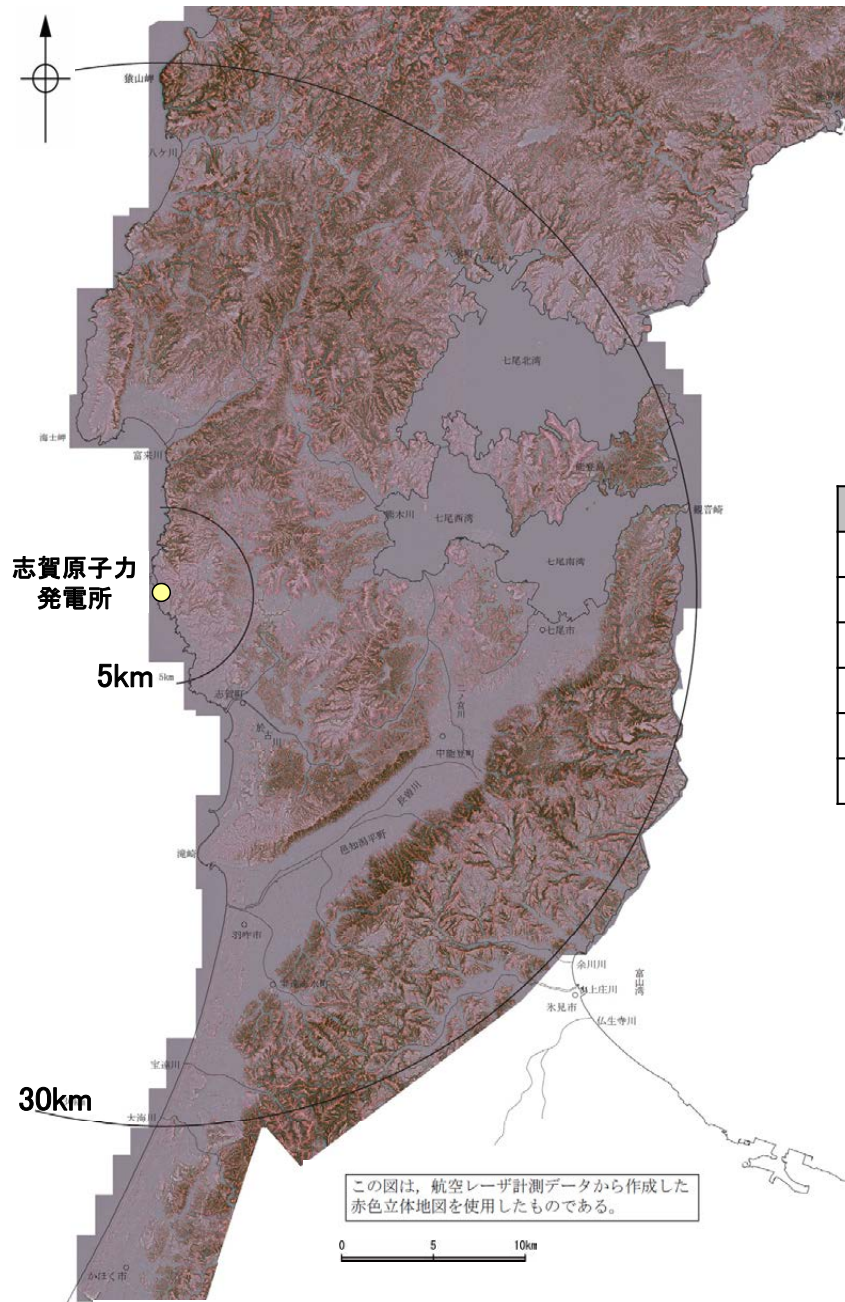 猿山岬
八ケ川
七尾北湾
海士岬
富来川
能登島
熊木川
七尾西湾
観音崎
七尾南湾
志賀原子力
発電所
七尾市
5km
5km
志賀町
於古川
二ノ宮川
中能登町
長曽川
邑知潟平野
滝崎
羽咋市
余川川
富山湾
上庄川
氷見市
仏生寺川
宝達川
30km
大海川
この図は，航空レーザ計測データから作成した
赤色立体地図を使用したものである。
0 5 10km
かほく市